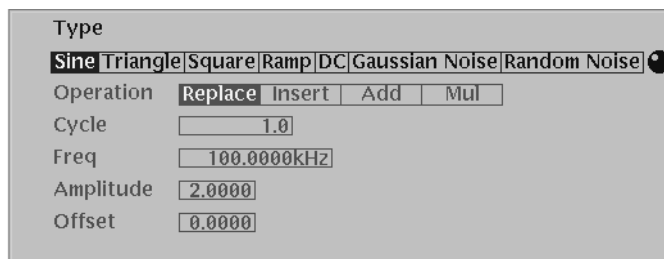 Type
Sine Triangle Square Ramp DC Gaussian Noise Random Noise
Operation Replace Insert Add Mul
Cycle 1.0
Freq 100.0000kHz
Amplitude 2.0000
Offset 0.0000